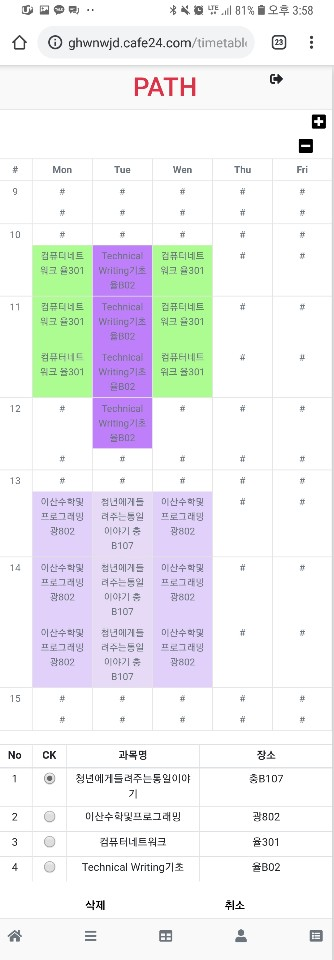 81% 오후 3:58
ghwnwjd.cafe24.com/timetabl
23
PATH
# Mon Tue Wed Thu Fri
9 # # # # #
# # # # #
10 # # # # #
컴퓨터네트워크 율301 Technical Writing기초 율B02 컴퓨터네트워크 율301 # #
11 컴퓨터네트워크 율301 Technical Writing기초 율B02 컴퓨터네트워크 율301 # #
컴퓨터네트워크 율301 Technical Writing기초 율B02 컴퓨터네트워크 율301 # #
12 # Technical Writing기초 율B02 # # #
# # # # #
13 # # # # #
이산수학및프로그래밍 광802 청년에게들려주는통일이야기 충B107 이산수학및프로그래밍 광802 # #
14 이산수학및프로그래밍 광802 청년에게들려주는통일이야기 충B107 이산수학및프로그래밍 광802 # #
이산수학및프로그래밍 광802 청년에게들려주는통일이야기 충B107 이산수학및프로그래밍 광802 # #
15 # # # # #
# # # # #
No CK 과목명 장소
1 청년에게들려주는통일이야기 충B107
2 이산수학및프로그래밍 광802
3 컴퓨터네트워크 율301
4 Technical Writing기초 율B02
삭제 취소